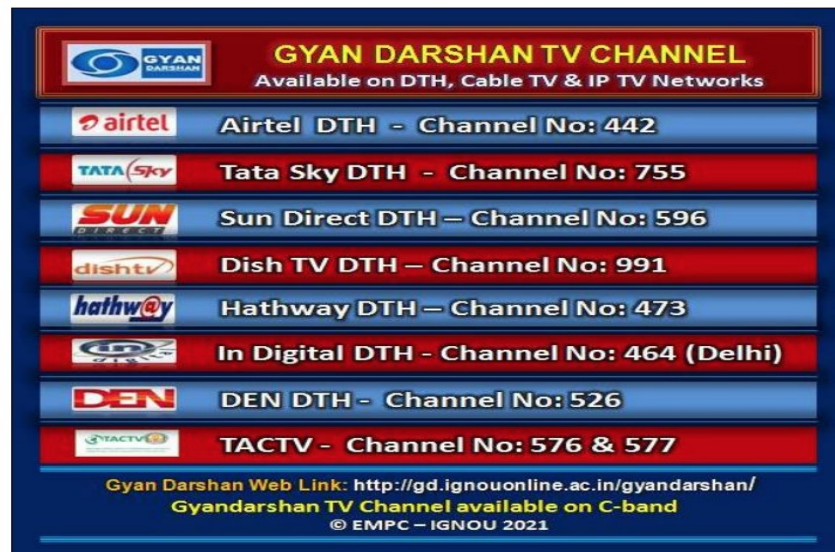 GYAN DARSHAN
GYAN DARSHAN TV CHANNEL
Available on DTH, Cable TV & IP TV Networks
airtel
Airtel DTH - Channel No: 442
TATA Sky
Tata Sky DTH - Channel No: 755
SUN DIRECT
Sun Direct DTH – Channel No: 596
dishtv
Dish TV DTH – Channel No: 991
hathw@y
Hathway DTH – Channel No: 473
in
In Digital DTH - Channel No: 464 (Delhi)
DEN
DEN DTH - Channel No: 526
TACTV
TACTV - Channel No: 576 & 577
Gyan Darshan Web Link: http://gd.ignouonline.ac.in/gyandarshan/
Gyandarshan TV Channel available on C-band
© EMPC – IGNOU 2021